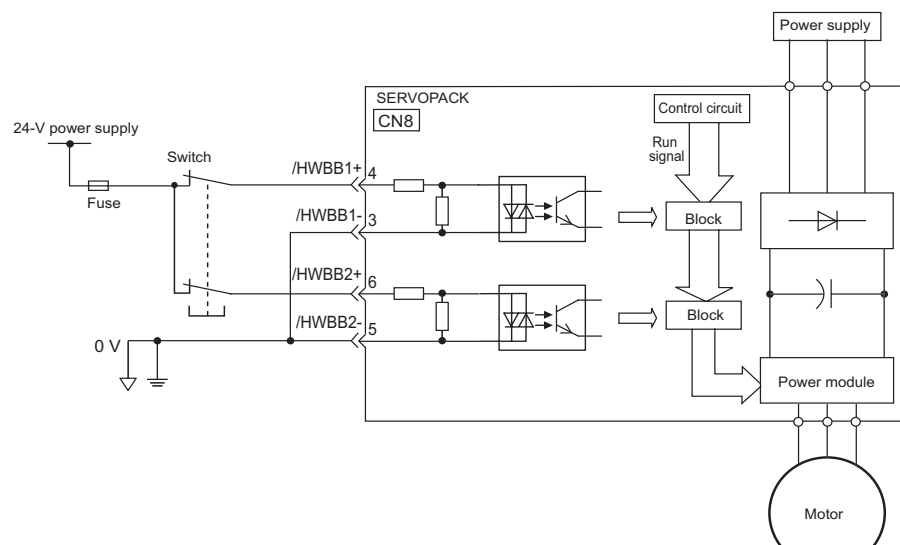 Power supply
SERVOPACK
CN8
Control circuit
24-V power supply
Run
signal
Switch
/HWBB1+
4
Fuse
/HWBB1-
3
Block
/HWBB2+
6
/HWBB2-
5
Block
0 V
Power module
Motor